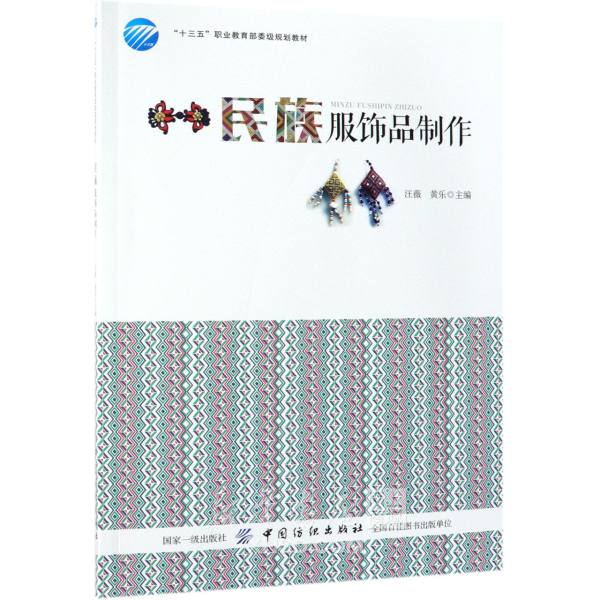 "十三五"职业教育部委级规划教材
MINZU FUSHIPIN ZHIZUO
民族服饰品制作
汪薇 黄乐◎主编
国家一级出版社 中国纺织出版社 全国百佳图书出版单位